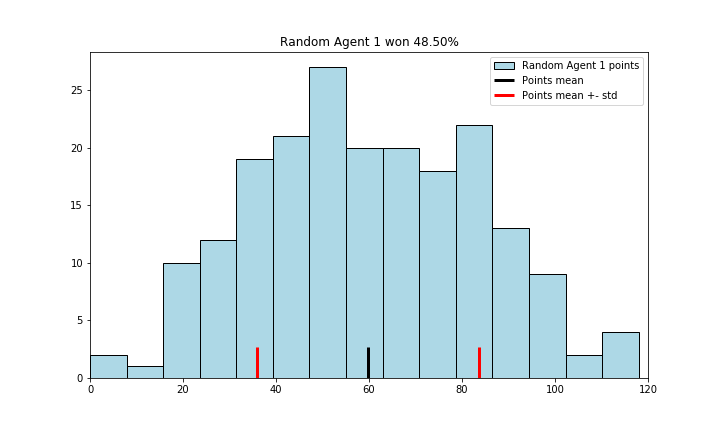 Random Agent 1 won 48.50%
Random Agent 1 points
Points mean
Points mean +- std
25
20
15
10
5
0
0 20 40 60 80 100 120